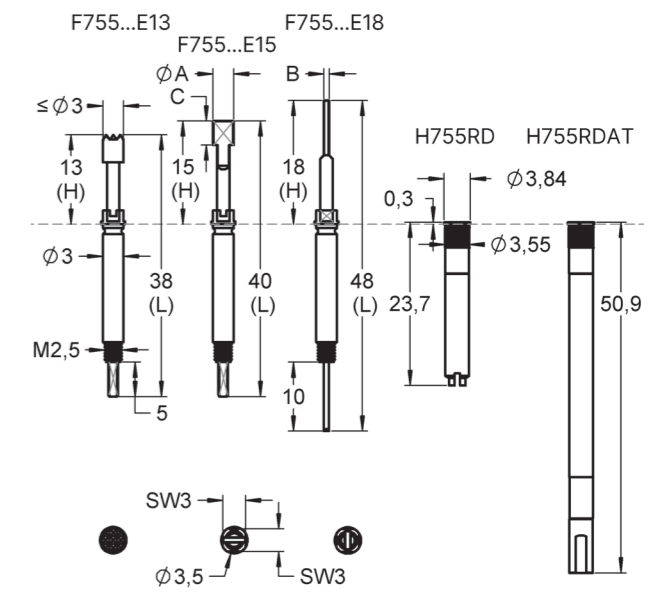 F755...E13
F755...E15
F755...E18
ØA
B
C
≤ Ø3
13
(H)
15
(H)
18
(H)
H755RD
H755RDAT
Ø3,84
0,3
Ø3
Ø3,55
38
(L)
40
(L)
48
(L)
23,7
50,9
M2,5
10
5
SW3
Ø3,5
SW3